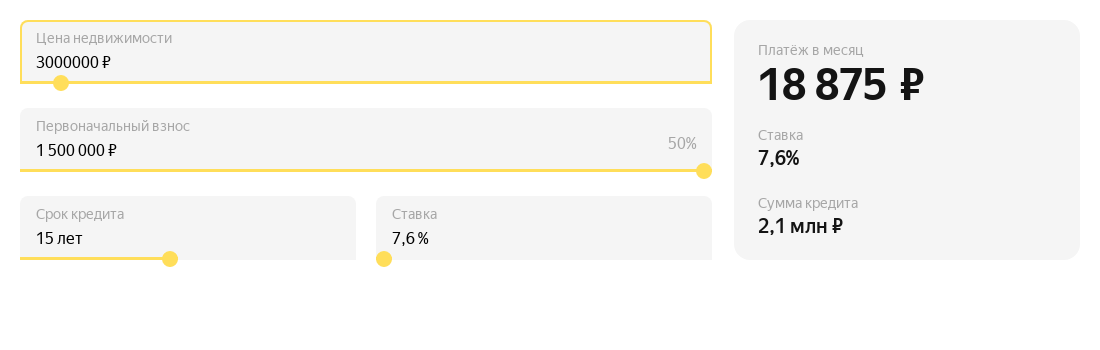 Цена недвижимости
3000000 ₽
Первоначальный взнос
1 500 000 ₽
50%
Срок кредита
15 лет
Ставка
7,6 %
Платёж в месяц
18 875 ₽
Ставка
7,6%
Сумма кредита
2,1 млн ₽